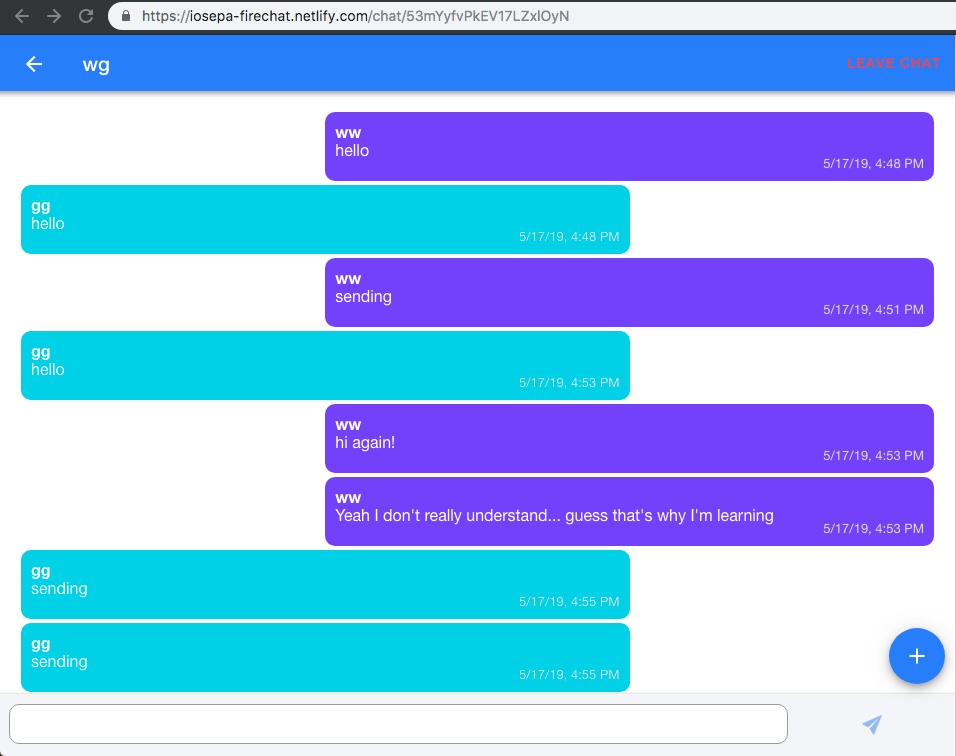 https://iosepa-firechat.netlify.com/chat/53mYyfvPkEV17LZxlOyN
wg
LEAVE CHAT
ww
hello
5/17/19, 4:48 PM
gg
hello
5/17/19, 4:48 PM
ww
sending
5/17/19, 4:51 PM
gg
hello
5/17/19, 4:53 PM
ww
hi again!
5/17/19, 4:53 PM
ww
Yeah I don't really understand... guess that's why I'm learning
5/17/19, 4:53 PM
gg
sending
5/17/19, 4:55 PM
gg
sending
5/17/19, 4:55 PM